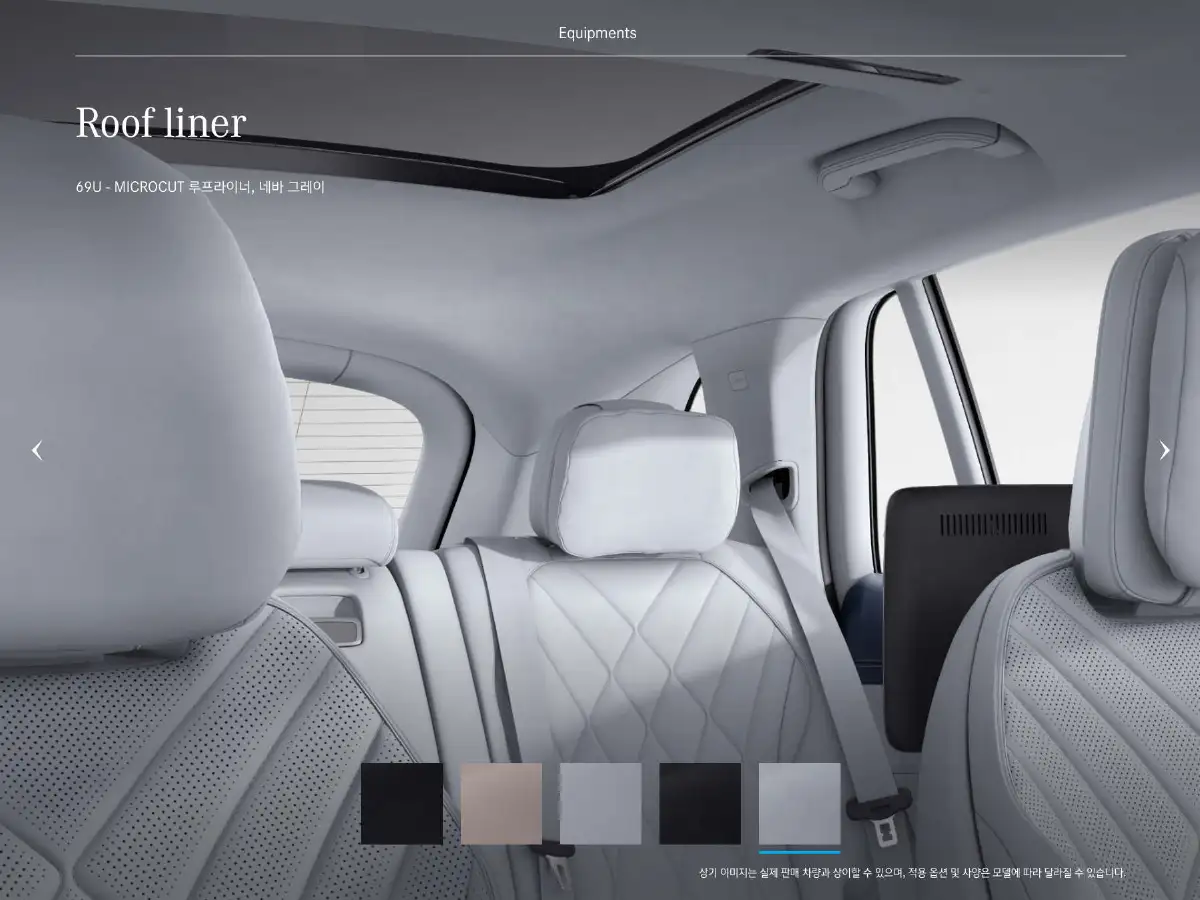 Equipments
Roof liner
69U - MICROCUT 루프라이너, 네바 그레이
상기 이미지는 실제 판매 차량과 상이할 수 있으며, 적용 옵션 및 사양은 모델에 따라 달라질 수 있습니다.